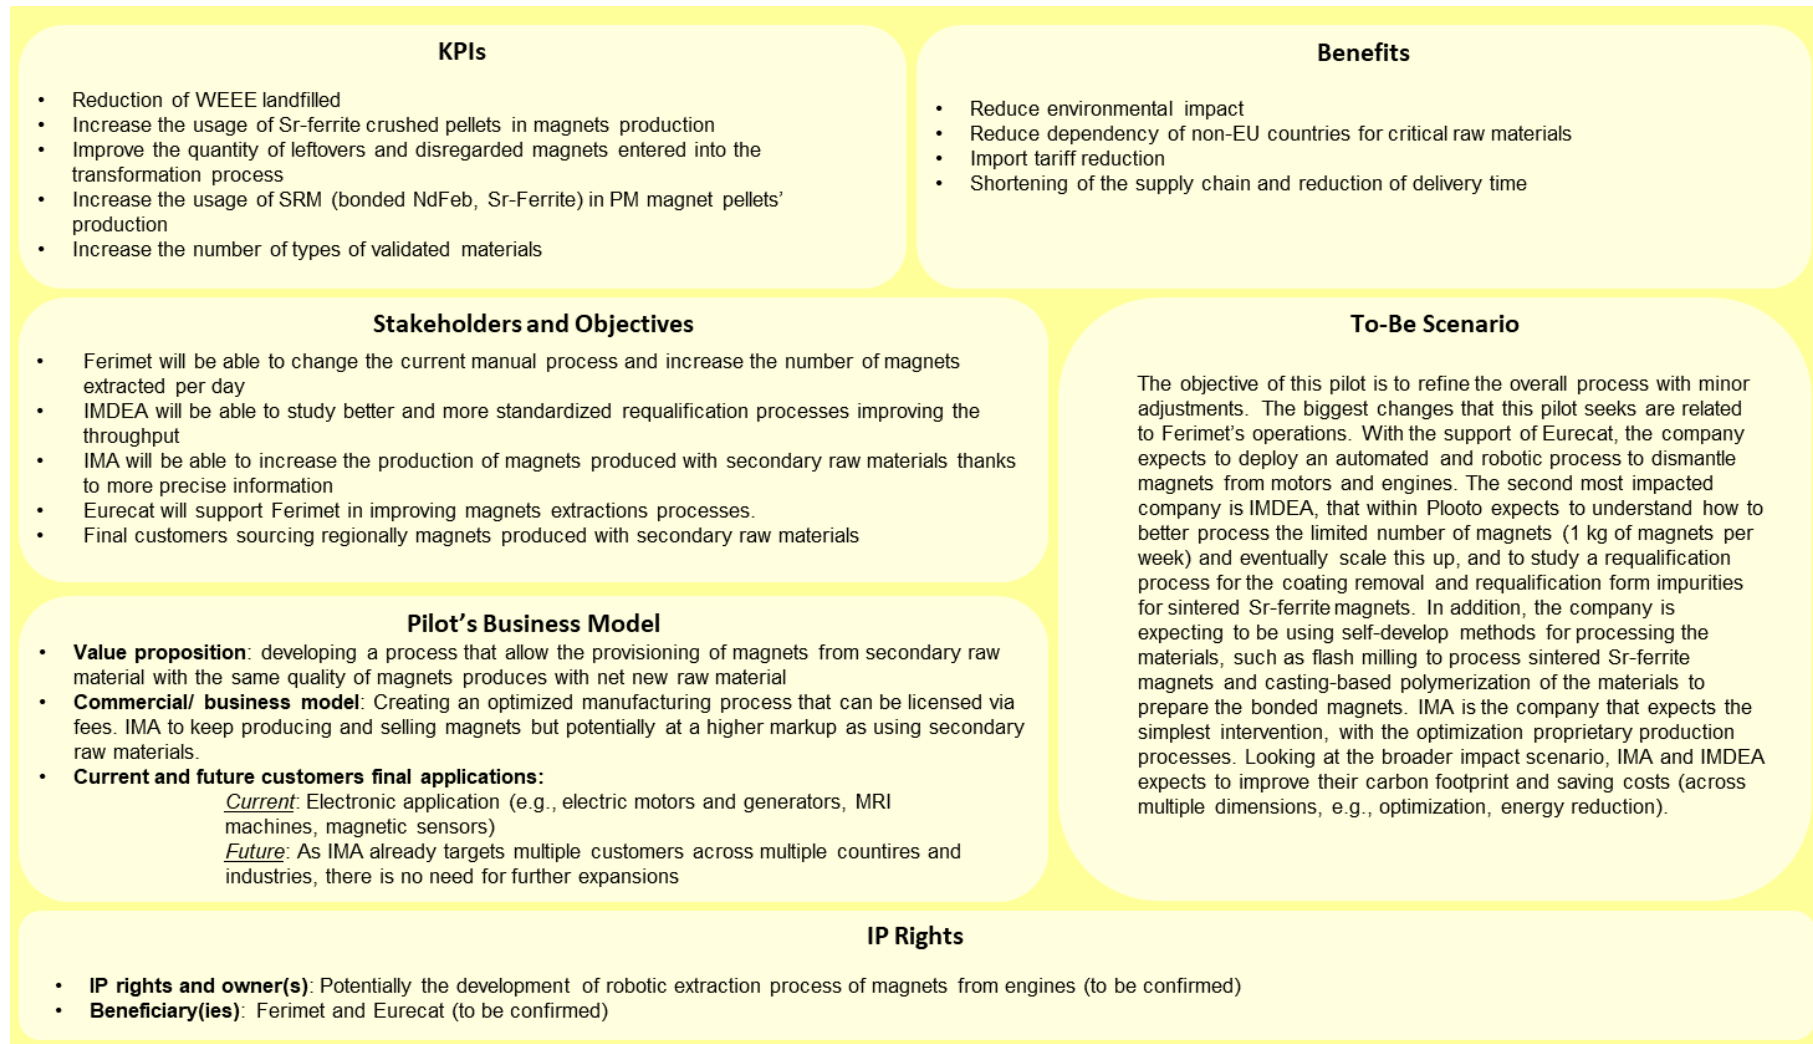 KPIs
• Reduction of WEEE landfilled
• Increase the usage of Sr-ferrite crushed pellets in magnets production
• Improve the quantity of leftovers and disregarded magnets entered into the
transformation process
• Increase the usage of SRM (bonded NdFeb, Sr-Ferrite) in PM magnet pellets'
production
• Increase the number of types of validated materials
Benefits
• Reduce environmental impact
• Reduce dependency of non-EU countries for critical raw materials
• Import tariff reduction
• Shortening of the supply chain and reduction of delivery time
Stakeholders and Objectives
• Ferimet will be able to change the current manual process and increase the number of magnets
extracted per day
• IMDEA will be able to study better and more standardized requalification processes improving the
throughput
• IMA will be able to increase the production of magnets produced with secondary raw materials thanks
to more precise information
• Eurecat will support Ferimet in improving magnets extractions processes.
• Final customers sourcing regionally magnets produced with secondary raw materials
Pilot's Business Model
• Value proposition: developing a process that allow the provisioning of magnets from secondary raw
material with the same quality of magnets produces with net new raw material
• Commercial/ business model: Creating an optimized manufacturing process that can be licensed via
fees. IMA to keep producing and selling magnets but potentially at a higher markup as using secondary
raw materials.
• Current and future customers final applications:
Current: Electronic application (e.g., electric motors and generators, MRI
machines, magnetic sensors)
Future: As IMA already targets multiple customers across multiple countires and
industries, there is no need for further expansions
To-Be Scenario
The objective of this pilot is to refine the overall process with minor
adjustments. The biggest changes that this pilot seeks are related
to Ferimet's operations. With the support of Eurecat, the company
expects to deploy an automated and robotic process to dismantle
magnets from motors and engines. The second most impacted
company is IMDEA, that within Plooto expects to understand how to
better process the limited number of magnets (1 kg of magnets per
week) and eventually scale this up, and to study a requalification
process for the coating removal and requalification form impurities
for sintered Sr-ferrite magnets. In addition, the company is
expecting to be using self-develop methods for processing the
materials, such as flash milling to process sintered Sr-ferrite
magnets and casting-based polymerization of the materials to
prepare the bonded magnets. IMA is the company that expects the
simplest intervention, with the optimization proprietary production
processes. Looking at the broader impact scenario, IMA and IMDEA
expects to improve their carbon footprint and saving costs (across
multiple dimensions, e.g., optimization, energy reduction).
IP Rights
• IP rights and owner(s): Potentially the development of robotic extraction process of magnets from engines (to be confirmed)
• Beneficiary(ies): Ferimet and Eurecat (to be confirmed)